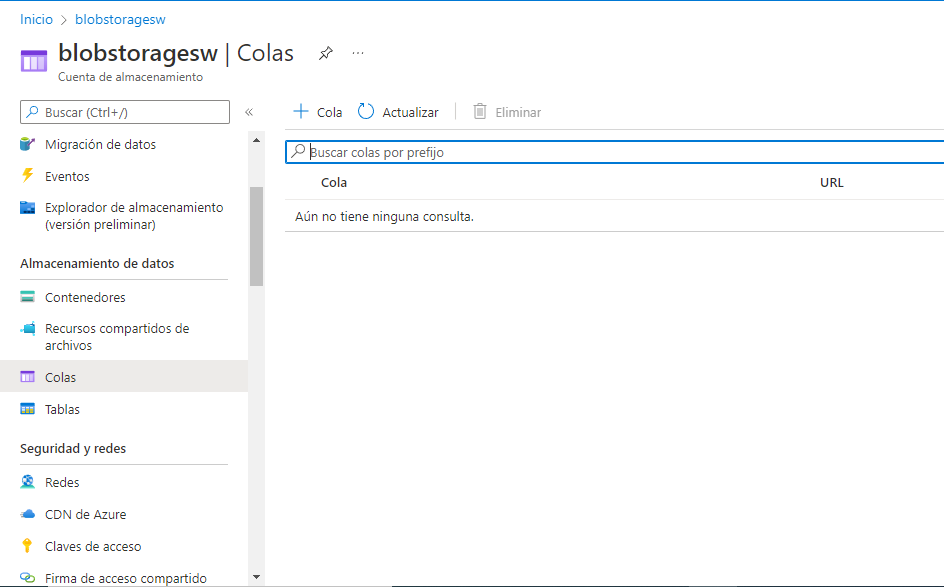 Inicio > blobstoragesw
blobstoragesw | Colas ...
Cuenta de almacenamiento
Buscar (Ctrl+/) «
Migración de datos
Eventos
Explorador de almacenamiento
(versión preliminar)
Almacenamiento de datos
Contenedores
Recursos compartidos de
archivos
Colas
Tablas
Seguridad y redes
Redes
CDN de Azure
Claves de acceso
Firma de acceso compartido
+ Cola Actualizar Eliminar
Buscar colas por prefijo
Cola URL
Aún no tiene ninguna consulta.